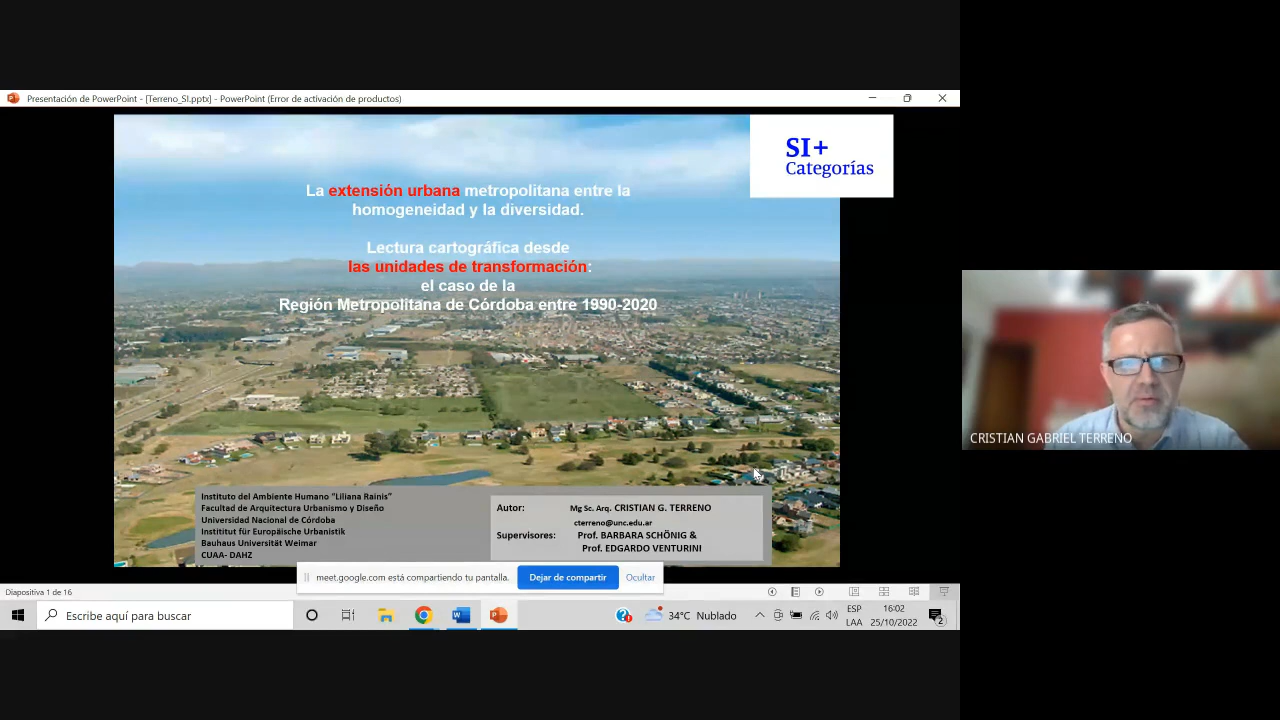 Presentación de PowerPoint - [Terreno_SI.pptx] - PowerPoint (Error de activación de productos)
SI+
Categorías
La extensión urbana metropolitana entre la
homogeneidad y la diversidad.
Lectura cartográfica desde
las unidades de transformación:
el caso de la
Región Metropolitana de Córdoba entre 1990-2020
CRISTIAN GABRIEL TERRENO
Instituto del Ambiente Humano "Liliana Rainis"
Facultad de Arquitectura Urbanismo y Diseño
Universidad Nacional de Córdoba
Instititut für Europäische Urbanistik
Bauhaus Universität Weimar
CUAA- DAHZ
Autor: Mg Sc. Arq. CRISTIAN G. TERRENO
cterreno@unc.edu.ar
Supervisores: Prof. BARBARA SCHÖNIG &
Prof. EDGARDO VENTURINI
meet.google.com está compartiendo tu pantalla.
Dejar de compartir
Ocultar
Diapositiva 1 de 16
Escribe aquí para buscar
34°C Nublado
ESP
LAA
16:02
25/10/2022
2